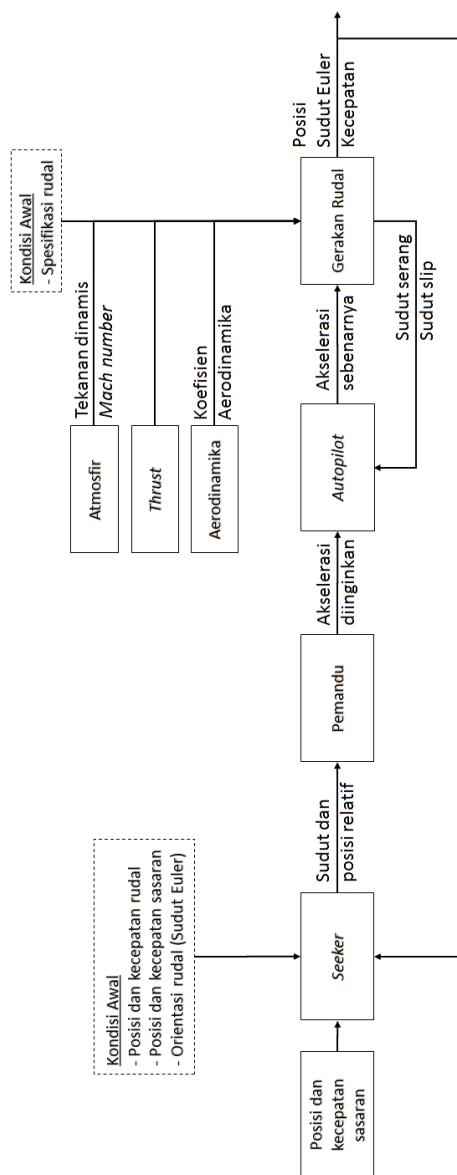 Kondisi Awal
- Posisi dan kecepatan rudal
- Posisi dan kecepatan sasaran
- Orientasi rudal (Sudut Euler)
Kondisi Awal
- Spesifikasi rudal
Atmosfir
Tekanan dinamis
Mach number
Thrust
Aerodinamika
Koefisien
Aerodinamika
Posisi dan
kecepatan
sasaran
Seeker
Sudut dan
posisi relatif
Pemandu
Akselerasi
diinginkan
Autopilot
Akselerasi
sebenarnya
Gerakan Rudal
Posisi
Sudut Euler
Kecepatan
Sudut serang
Sudut slip